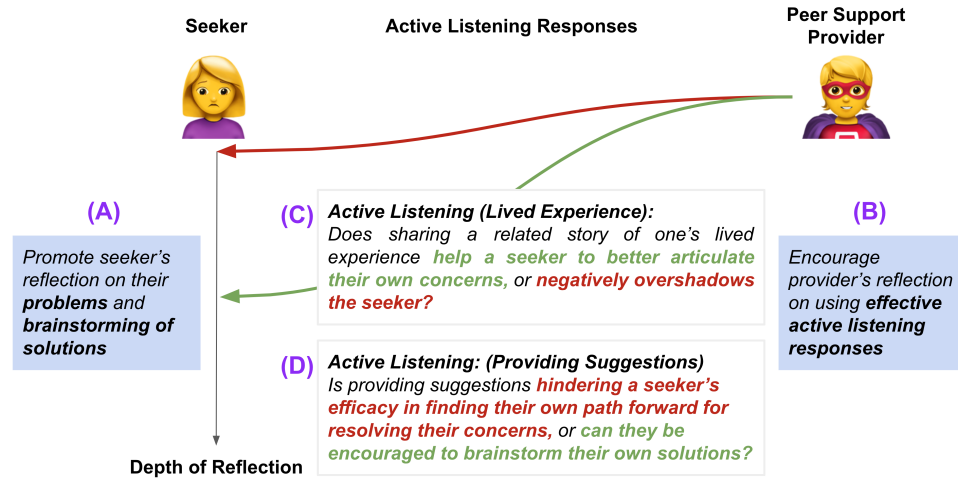 Seeker
Active Listening Responses
Peer Support
Provider
(A)
Promote seeker's
reflection on their
problems and
brainstorming of
solutions
(C)
Active Listening (Lived Experience):
Does sharing a related story of one's lived
experience help a seeker to better articulate
their own concerns, or negatively overshadows
the seeker?
(B)
Encourage
provider's reflection
on using effective
active listening
responses
(D)
Active Listening: (Providing Suggestions)
Is providing suggestions hindering a seeker's
efficacy in finding their own path forward for
resolving their concerns, or can they be
encouraged to brainstorm their own solutions?
Depth of Reflection